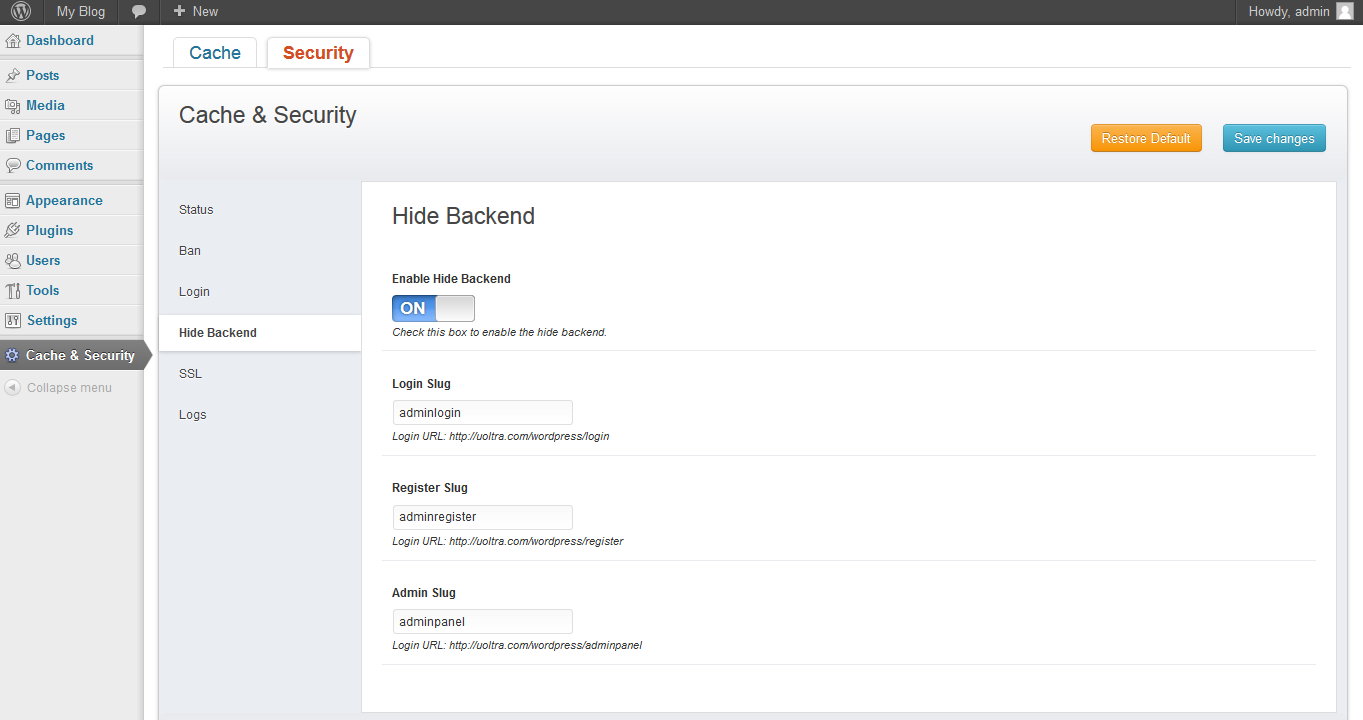 My Blog
New
Howdy, admin
Dashboard
Posts
Media
Pages
Comments
Appearance
Plugins
Users
Tools
Settings
Cache & Security
Collapse menu
Cache
Security
Cache & Security
Restore Default
Save changes
Status
Ban
Login
Hide Backend
SSL
Logs
Hide Backend
Enable Hide Backend
ON
Check this box to enable the hide backend.
Login Slug
adminlogin
Login URL: http://uoltra.com/wordpress/login
Register Slug
adminregister
Login URL: http://uoltra.com/wordpress/register
Admin Slug
adminpanel
Login URL: http://uoltra.com/wordpress/adminpanel